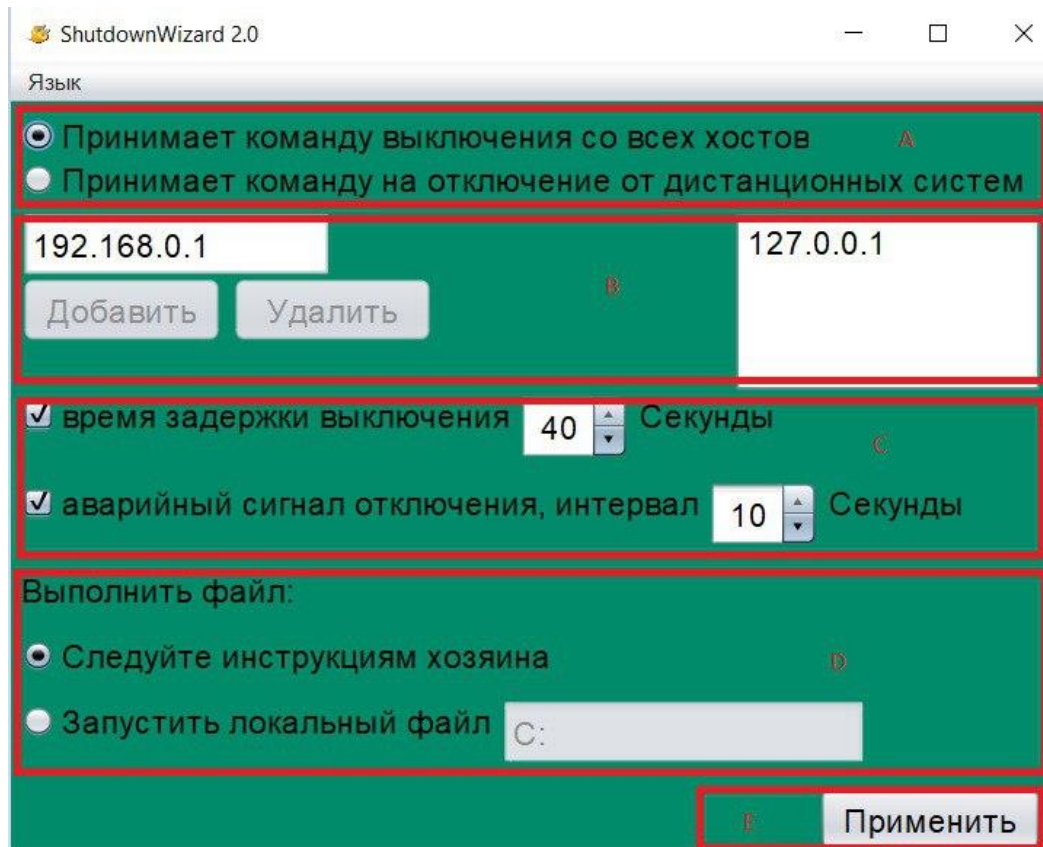 ShutdownWizard 2.0
Язык
Принимает команду выключения со всех хостов A
Принимает команду на отключение от дистанционных систем
192.168.0.1 127.0.0.1
B
Добавить Удалить
время задержки выключения 40 Секунды
C
аварийный сигнал отключения, интервал 10 Секунды
Выполнить файл:
Следуйте инструкциям хозяина D
Запустить локальный файл C:
E Применить